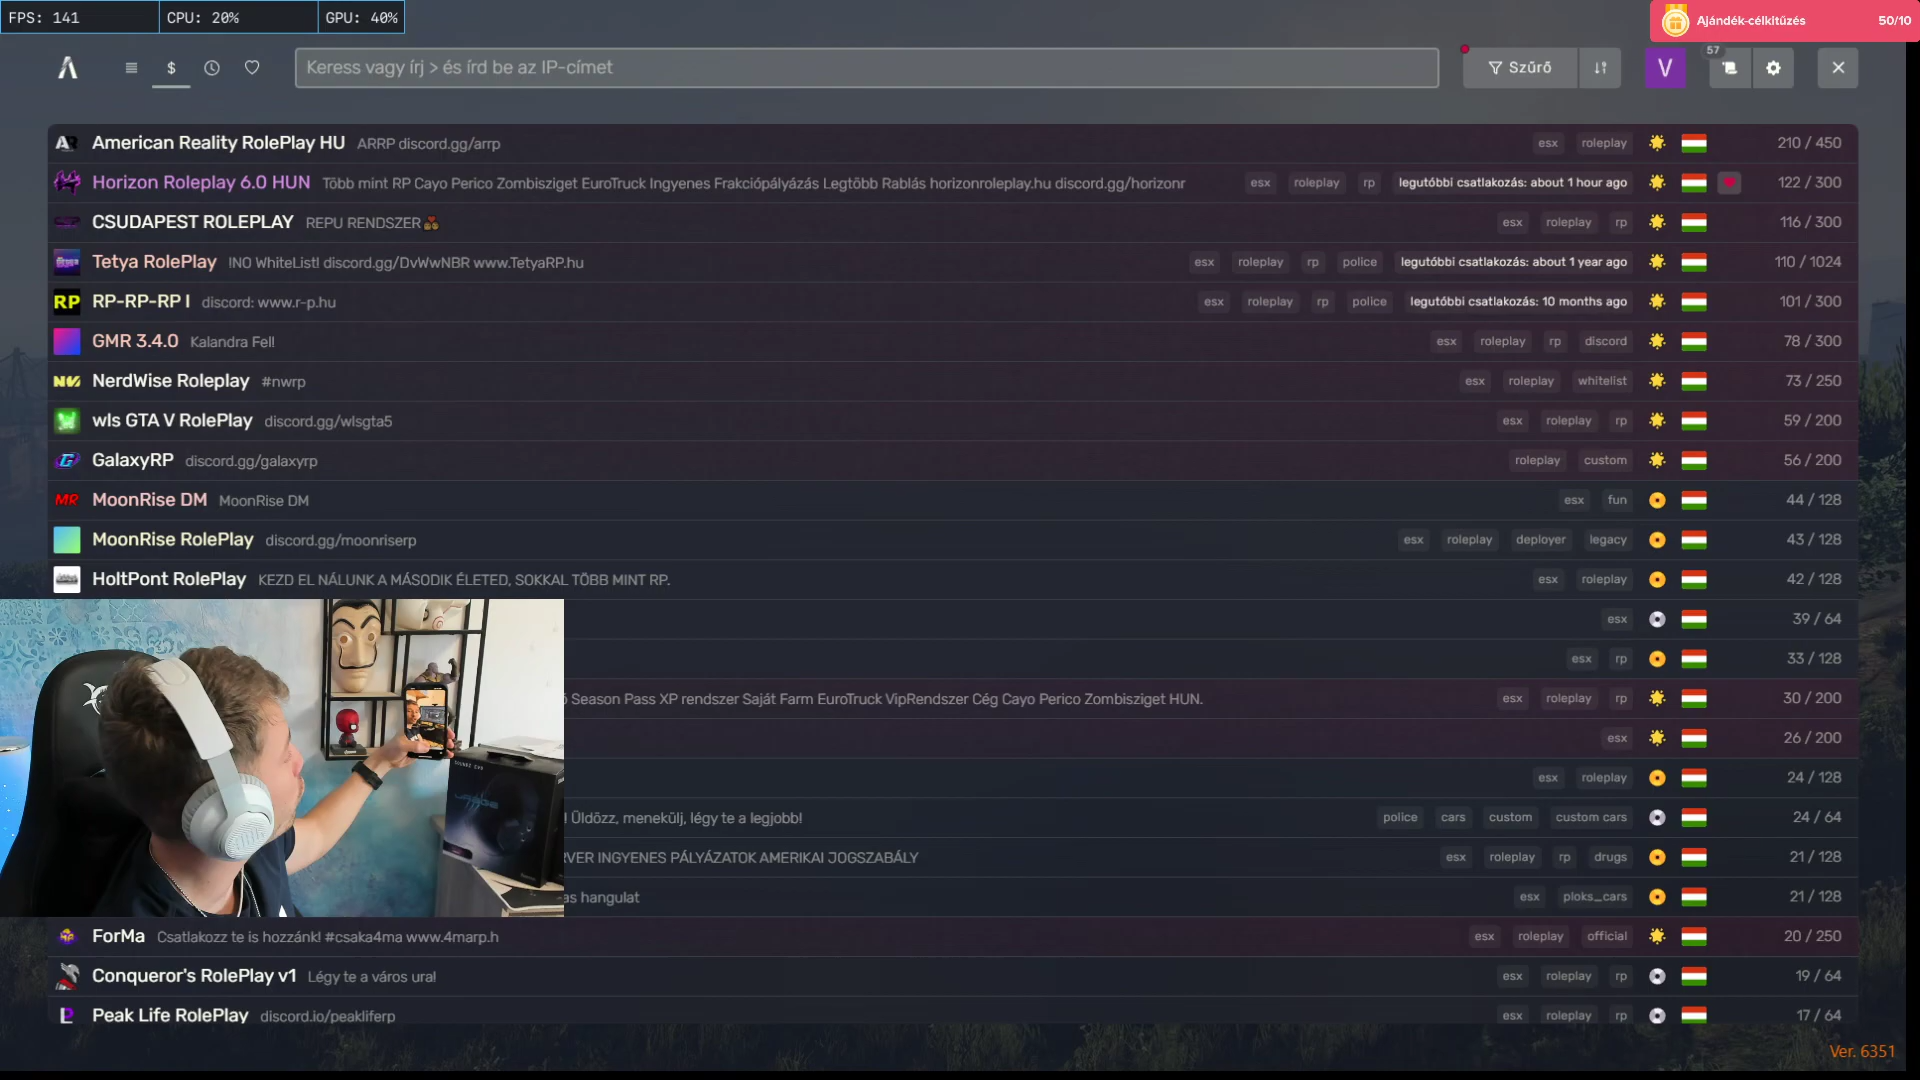 FPS: 141 CPU: 20% GPU: 40%
Ajándék-célkitűzés 50/10
$ Keress vagy írj > és írd be az IP-címet Szűrő V 57
American Reality RolePlay HU ARRP discord.gg/arrp esx roleplay 210 / 450
Horizon Roleplay 6.0 HUN Több mint RP Cayo Perico Zombisziget EuroTruck Ingyenes Frakciópályázás Legtöbb Rablás horizonroleplay.hu discord.gg/horizonr esx roleplay rp legutóbbi csatlakozás: about 1 hour ago 122 / 300
CSUDAPEST ROLEPLAY REPU RENDSZER esx roleplay rp 116 / 300
Tetya RolePlay !NO WhiteList! discord.gg/DvWwNBR www.TetyaRP.hu esx roleplay rp police legutóbbi csatlakozás: about 1 year ago 110 / 1024
RP RP-RP-RP I discord: www.r-p.hu esx roleplay rp police legutóbbi csatlakozás: 10 months ago 101 / 300
GMR 3.4.0 Kalandra Fel! esx roleplay rp discord 78 / 300
NerdWise Roleplay #nwrp esx roleplay whitelist 73 / 250
wls GTA V RolePlay discord.gg/wlsgta5 esx roleplay rp 59 / 200
GalaxyRP discord.gg/galaxyrp roleplay custom 56 / 200
MR MoonRise DM MoonRise DM esx fun 44 / 128
MoonRise RolePlay discord.gg/moonriserp esx roleplay deployer legacy 43 / 128
HoltPont RolePlay KEZD EL NÁLUNK A MÁSODIK ÉLETED, SOKKAL TÖBB MINT RP. esx roleplay 42 / 128
esx 39 / 64
esx rp 33 / 128
Season Pass XP rendszer Saját Farm EuroTruck VipRendszer Cég Cayo Perico Zombisziget HUN. esx roleplay rp 30 / 200
esx 26 / 200
esx roleplay 24 / 128
! Üldözz, menekülj, légy te a legjobb! police cars custom custom cars 24 / 64
RVER INGYENES PÁLYÁZATOK AMERIKAI JOGSZABÁLY esx roleplay rp drugs 21 / 128
as hangulat esx ploks_cars 21 / 128
ForMa Csatlakozz te is hozzánk! #csaka4ma www.4marp.h esx roleplay official 20 / 250
Conqueror's RolePlay v1 Légy te a város ura! esx roleplay rp 19 / 64
Peak Life RolePlay discord.io/peakliferp esx roleplay rp 17 / 64
Ver. 6351